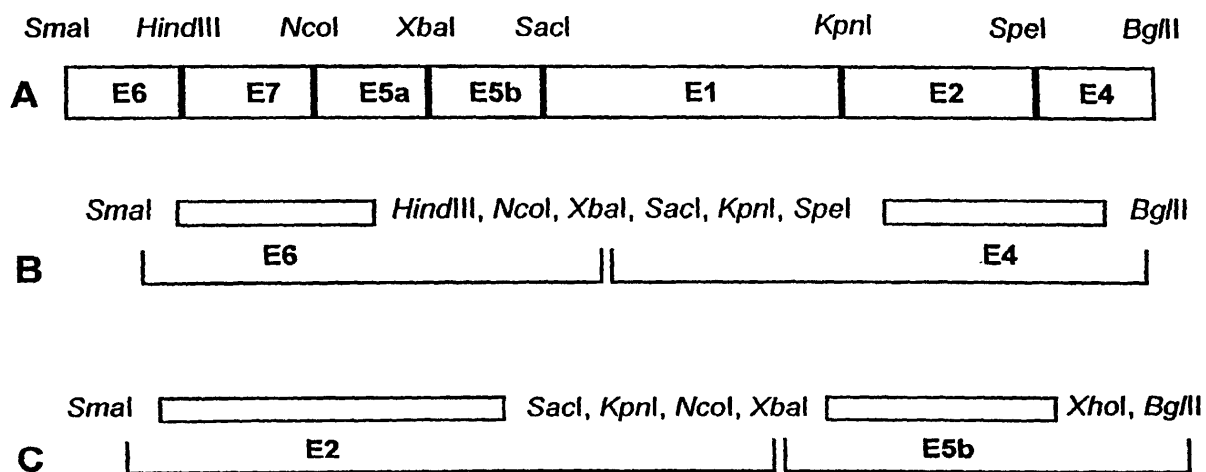 SmaI HindIII NcoI XbaI SacI KpnI SpeI BglII
A E6 E7 E5a E5b E1 E2 E4
SmaI HindIII, NcoI, XbaI, SacI, KpnI, SpeI BglII
B E6 E4
SmaI SacI, KpnI, NcoI, XbaI XhoI, BglII
C E2 E5b